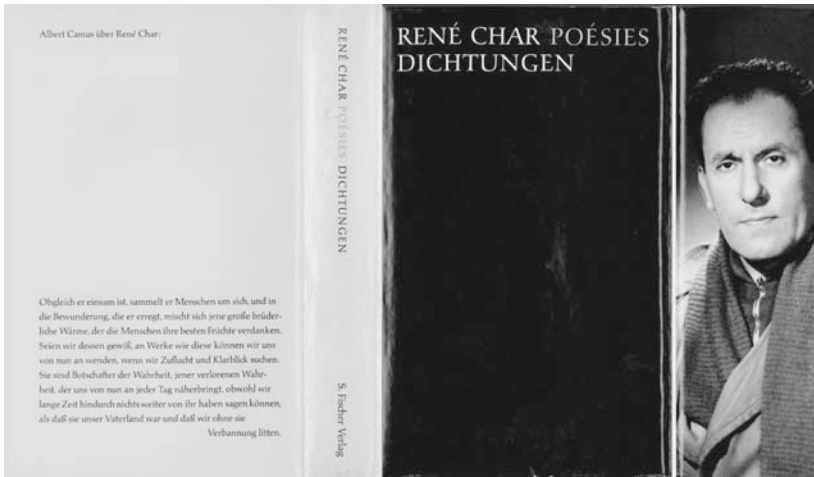 Albert Camus über René Char:
Obgleich er einsam ist, sammelt er Menschen um sich, und in
die Bewunderung, die er erregt, mischt sich jene große brüder-
liche Wärme, der die Menschen ihre besten Früchte verdanken.
Seien wir dessen gewiß, an Werke wie diese können wir uns
von nun an wenden, wenn wir Zuflucht und Klarblick suchen.
Sie sind Botschafter der Wahrheit, jener verlorenen Wahr-
heit, der uns von nun an jeder Tag näherbringt, obwohl wir
lange Zeit hindurch nichts weiter von ihr haben sagen können,
als daß sie unser Vaterland war und daß wir ohne sie
Verbannung litten.
RENÉ CHAR POÉSIES DICHTUNGEN
S. Fischer Verlag
RENÉ CHAR POÉSIES
DICHTUNGEN